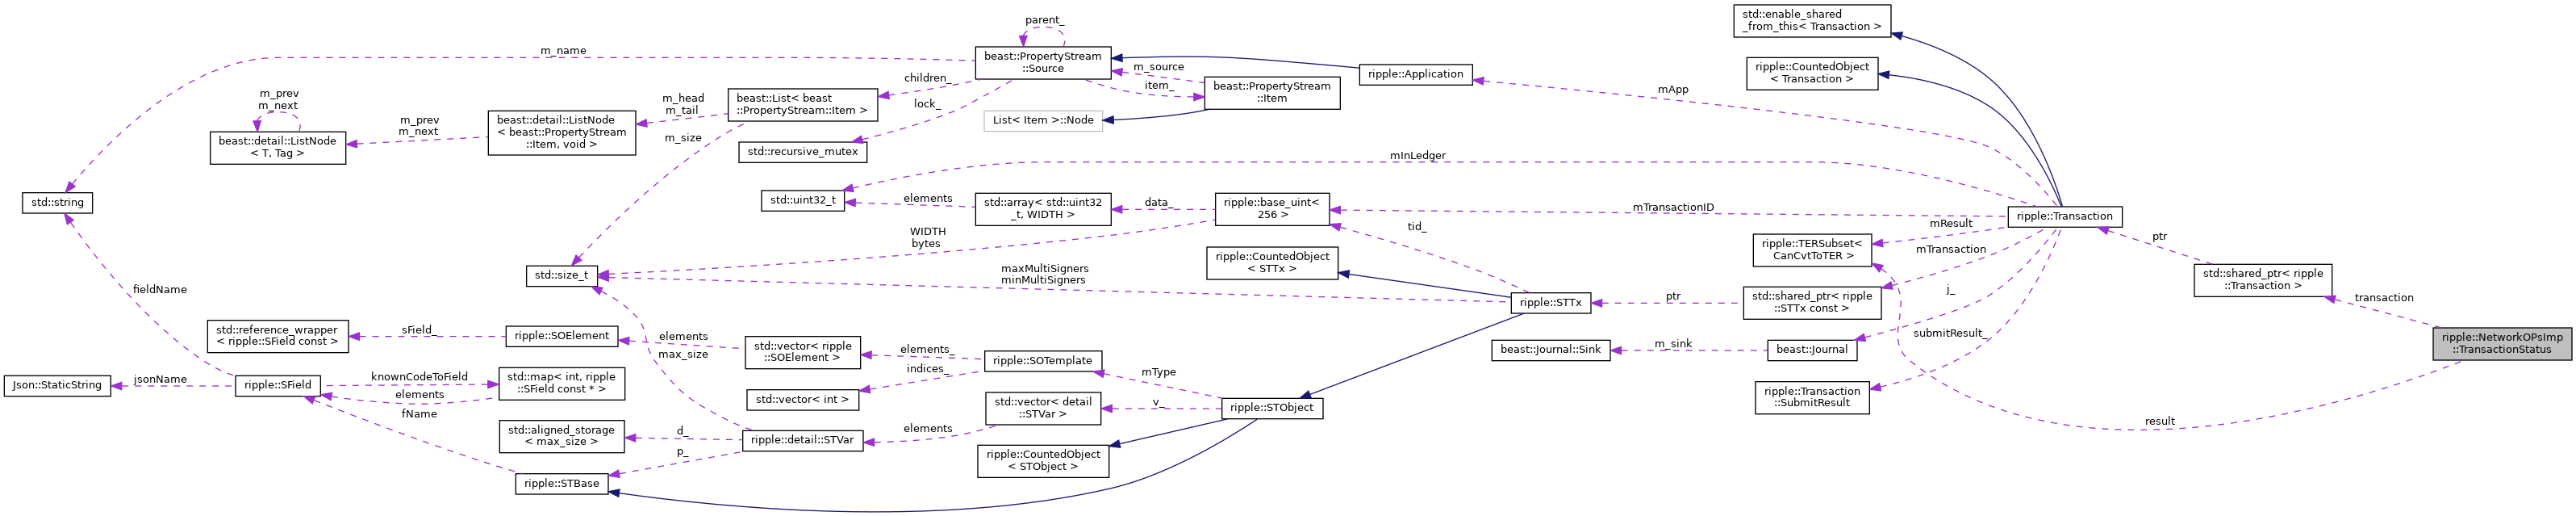 std::enable_shared
_from_this< Transaction >
parent_
m_name
beast::PropertyStream
::Source
m_source
ripple::Application
ripple::CountedObject
< Transaction >
children_
item_
beast::PropertyStream
::Item
mApp
m_prev
m_next
m_head
m_tail
beast::List< beast
::PropertyStream::Item >
lock_
List< Item >::Node
beast::detail::ListNode
< T, Tag >
m_prev
m_next
beast::detail::ListNode
< beast::PropertyStream
::Item, void >
m_size
std::recursive_mutex
mInLedger
std::string
std::uint32_t
elements
std::array< std::uint32
_t, WIDTH >
data_
ripple::base_uint<
256 >
mTransactionID
ripple::Transaction
tid_
mResult
WIDTH
bytes
ripple::TERSubset<
CanCvtToTER >
mTransaction
ptr
std::size_t
maxMultiSigners
minMultiSigners
ripple::CountedObject
< STTx >
std::shared_ptr< ripple
::Transaction >
fieldName
ripple::STTx
ptr
std::shared_ptr< ripple
::STTx const >
j_
transaction
std::reference_wrapper
< ripple::SField const >
sField_
ripple::SOElement
elements
max_size
std::vector< ripple
::SOElement >
elements_
indices_
ripple::SOTemplate
beast::Journal::Sink
m_sink
beast::Journal
submitResult_
ripple::NetworkOPsImp
::TransactionStatus
Json::StaticString
jsonName
ripple::SField
knownCodeToField
elements
std::map< int, ripple
::SField const * >
std::vector< int >
mType
ripple::Transaction
::SubmitResult
fName
std::vector< detail
::STVar >
v_
ripple::STObject
std::aligned_storage
< max_size >
d_
p_
ripple::detail::STVar
elements
result
ripple::CountedObject
< STObject >
ripple::STBase